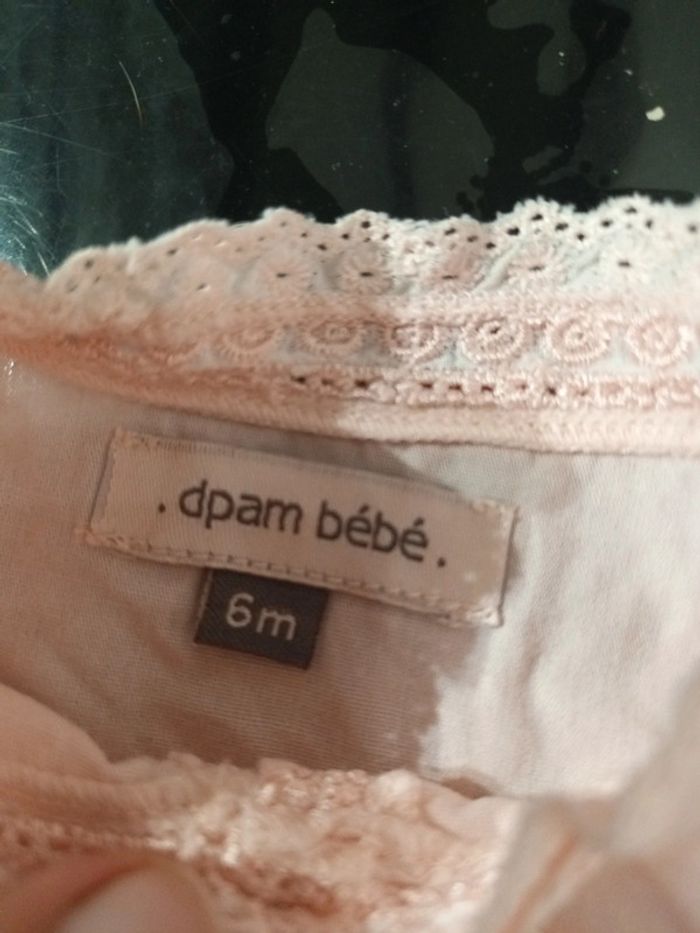 . dpam bébé .
6m